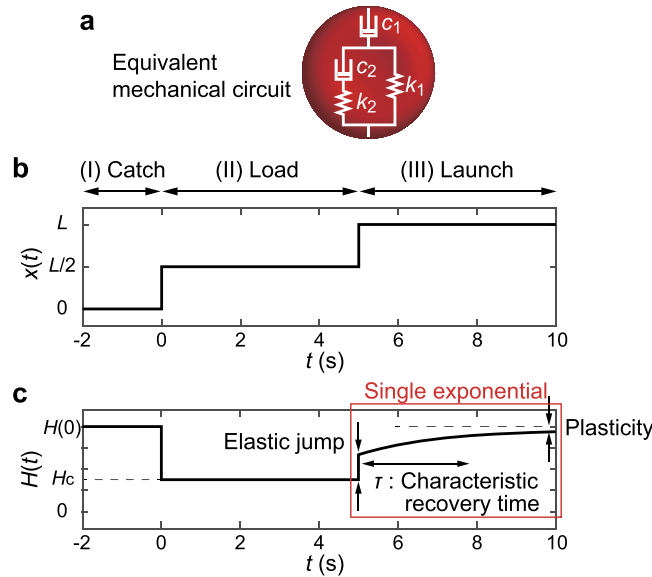 a
Equivalent
mechanical circuit
c1
c2
k2
k1
b
(I) Catch
(II) Load
(III) Launch
x(t)
L
L/2
0
-2 0 2 4 6 8 10
t (s)
c
Single exponential
H(t)
H(0)
Hc
0
Elastic jump
Plasticity
τ : Characteristic
recovery time
-2 0 2 4 6 8 10
t (s)